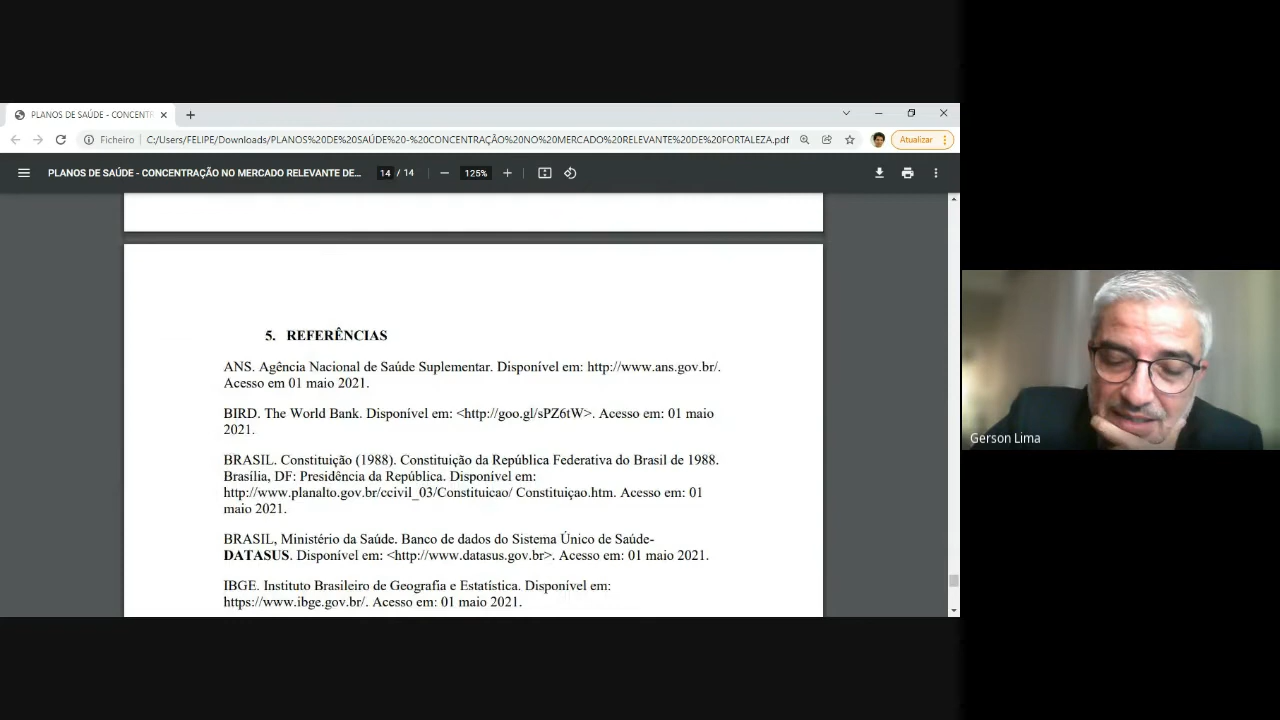 PLANOS DE SAÚDE - CONCENTR
Ficheiro
C:/Users/FELIPE/Downloads/PLANOS%20DE%20SAÚDE%20-%20CONCENTRAÇÃO%20NO%20MERCADO%20RELEVANTE%20DE%20FORTALEZA.pdf
Atualizar
PLANOS DE SAÚDE - CONCENTRAÇÃO NO MERCADO RELEVANTE DE...
14 / 14
125%
5. REFERÊNCIAS
ANS. Agência Nacional de Saúde Suplementar. Disponível em: http://www.ans.gov.br/.
Acesso em 01 maio 2021.
BIRD. The World Bank. Disponível em: <http://goo.gl/sPZ6tW>. Acesso em: 01 maio
2021.
BRASIL. Constituição (1988). Constituição da República Federativa do Brasil de 1988.
Brasília, DF: Presidência da República. Disponível em:
http://www.planalto.gov.br/ccivil_03/Constituicao/ Constituiçao.htm. Acesso em: 01
maio 2021.
BRASIL, Ministério da Saúde. Banco de dados do Sistema Único de Saúde-
DATASUS. Disponível em: <http://www.datasus.gov.br>. Acesso em: 01 maio 2021.
IBGE. Instituto Brasileiro de Geografia e Estatística. Disponível em:
https://www.ibge.gov.br/. Acesso em: 01 maio 2021.
Gerson Lima